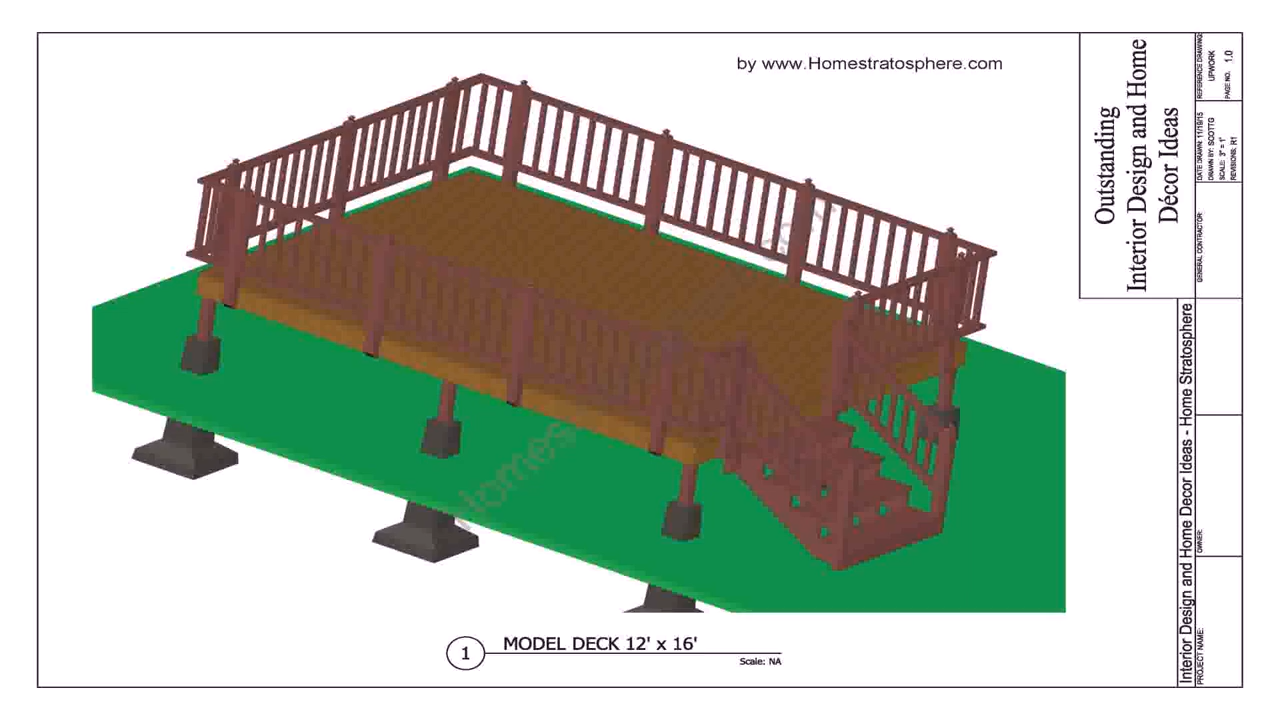 by www.Homestratosphere.com
Outstanding
Interior Design and Home
Décor Ideas
REFERENCE DRAWING:
UPWORK
PAGE NO. 1.0
DATE DRAWN: 11/19/15
DRAWN BY: SCOTTG
SCALE: 3" = 1'
REVISIONS: R1
GENERAL CONTRACTOR:
Interior Design and Home Decor Ideas - Home Stratosphere
OWNER:
PROJECT NAME:
1
MODEL DECK 12' x 16'
Scale: NA